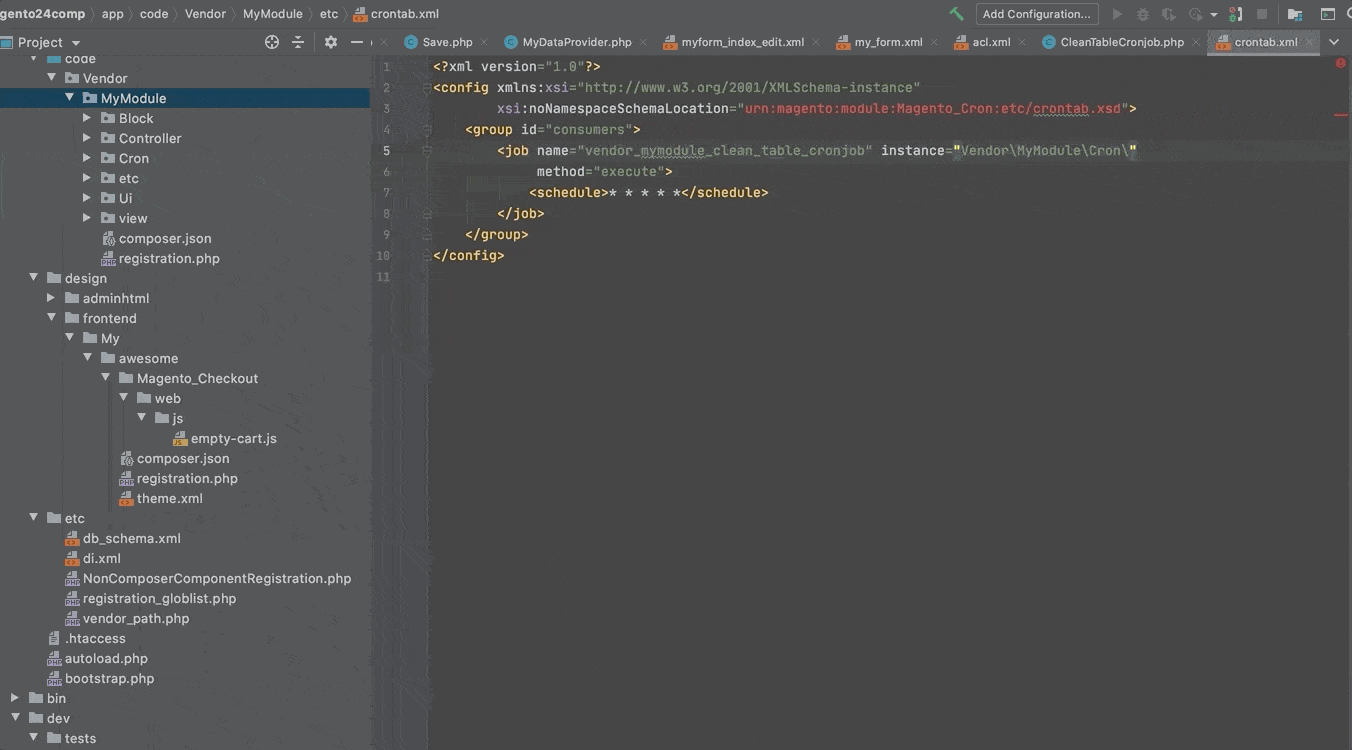 gento24comp app code Vendor MyModule etc crontab.xml Add Configuration...
Project Save.php MyDataProvider.php myform_index_edit.xml my_form.xml acl.xml CleanTableCronjob.php crontab.xml
code
Vendor
MyModule
Block
Controller
Cron
etc
Ui
view
composer.json
registration.php
design
adminhtml
frontend
My
awesome
Magento_Checkout
web
js
empty-cart.js
composer.json
registration.php
theme.xml
etc
db_schema.xml
di.xml
NonComposerComponentRegistration.php
registration_globlist.php
vendor_path.php
.htaccess
autoload.php
bootstrap.php
bin
dev
tests
1 <?xml version="1.0"?>
2 <config xmlns:xsi="http://www.w3.org/2001/XMLSchema-instance"
3 xsi:noNamespaceSchemaLocation="urn:magento:module:Magento_Cron:etc/crontab.xsd">
4 <group id="consumers">
5 <job name="vendor_mymodule_clean_table_cronjob" instance="Vendor\MyModule\Cron\"
6 method="execute">
7 <schedule>* * * * *</schedule>
8 </job>
9 </group>
10 </config>
11